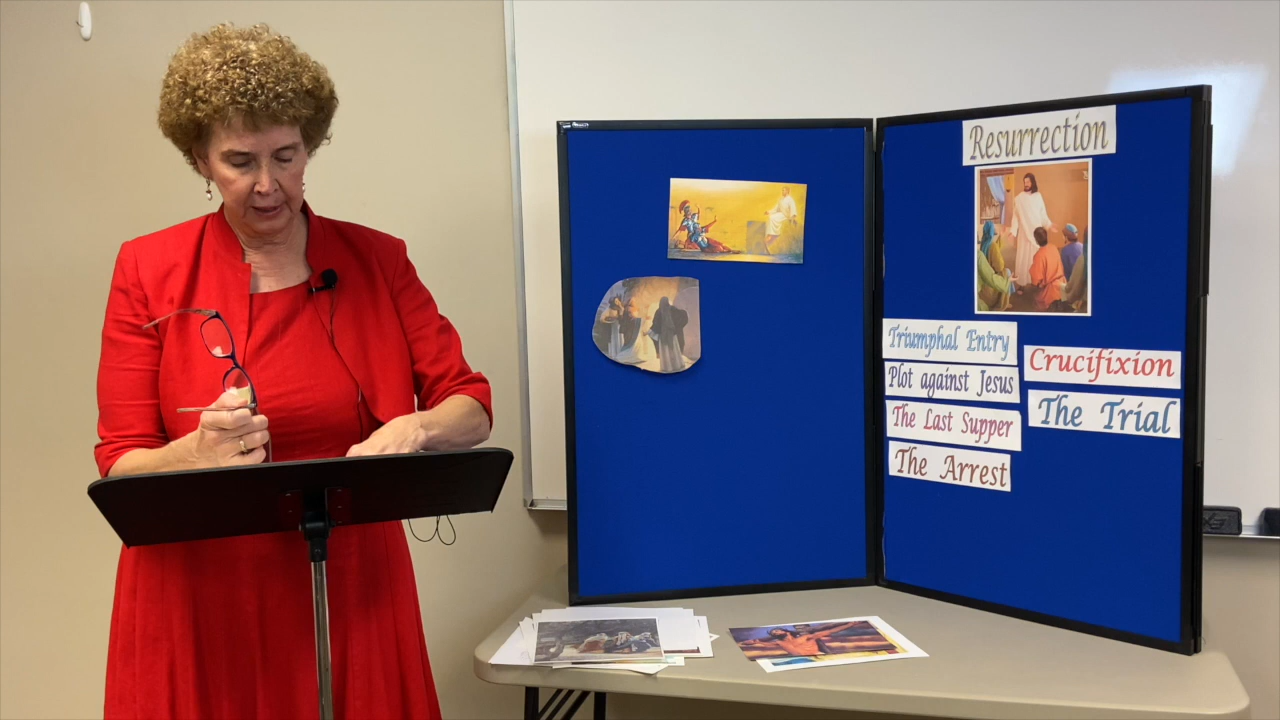 Resurrection
Triumphal Entry
Plot against Jesus
The Last Supper
The Arrest
Crucifixion
The Trial